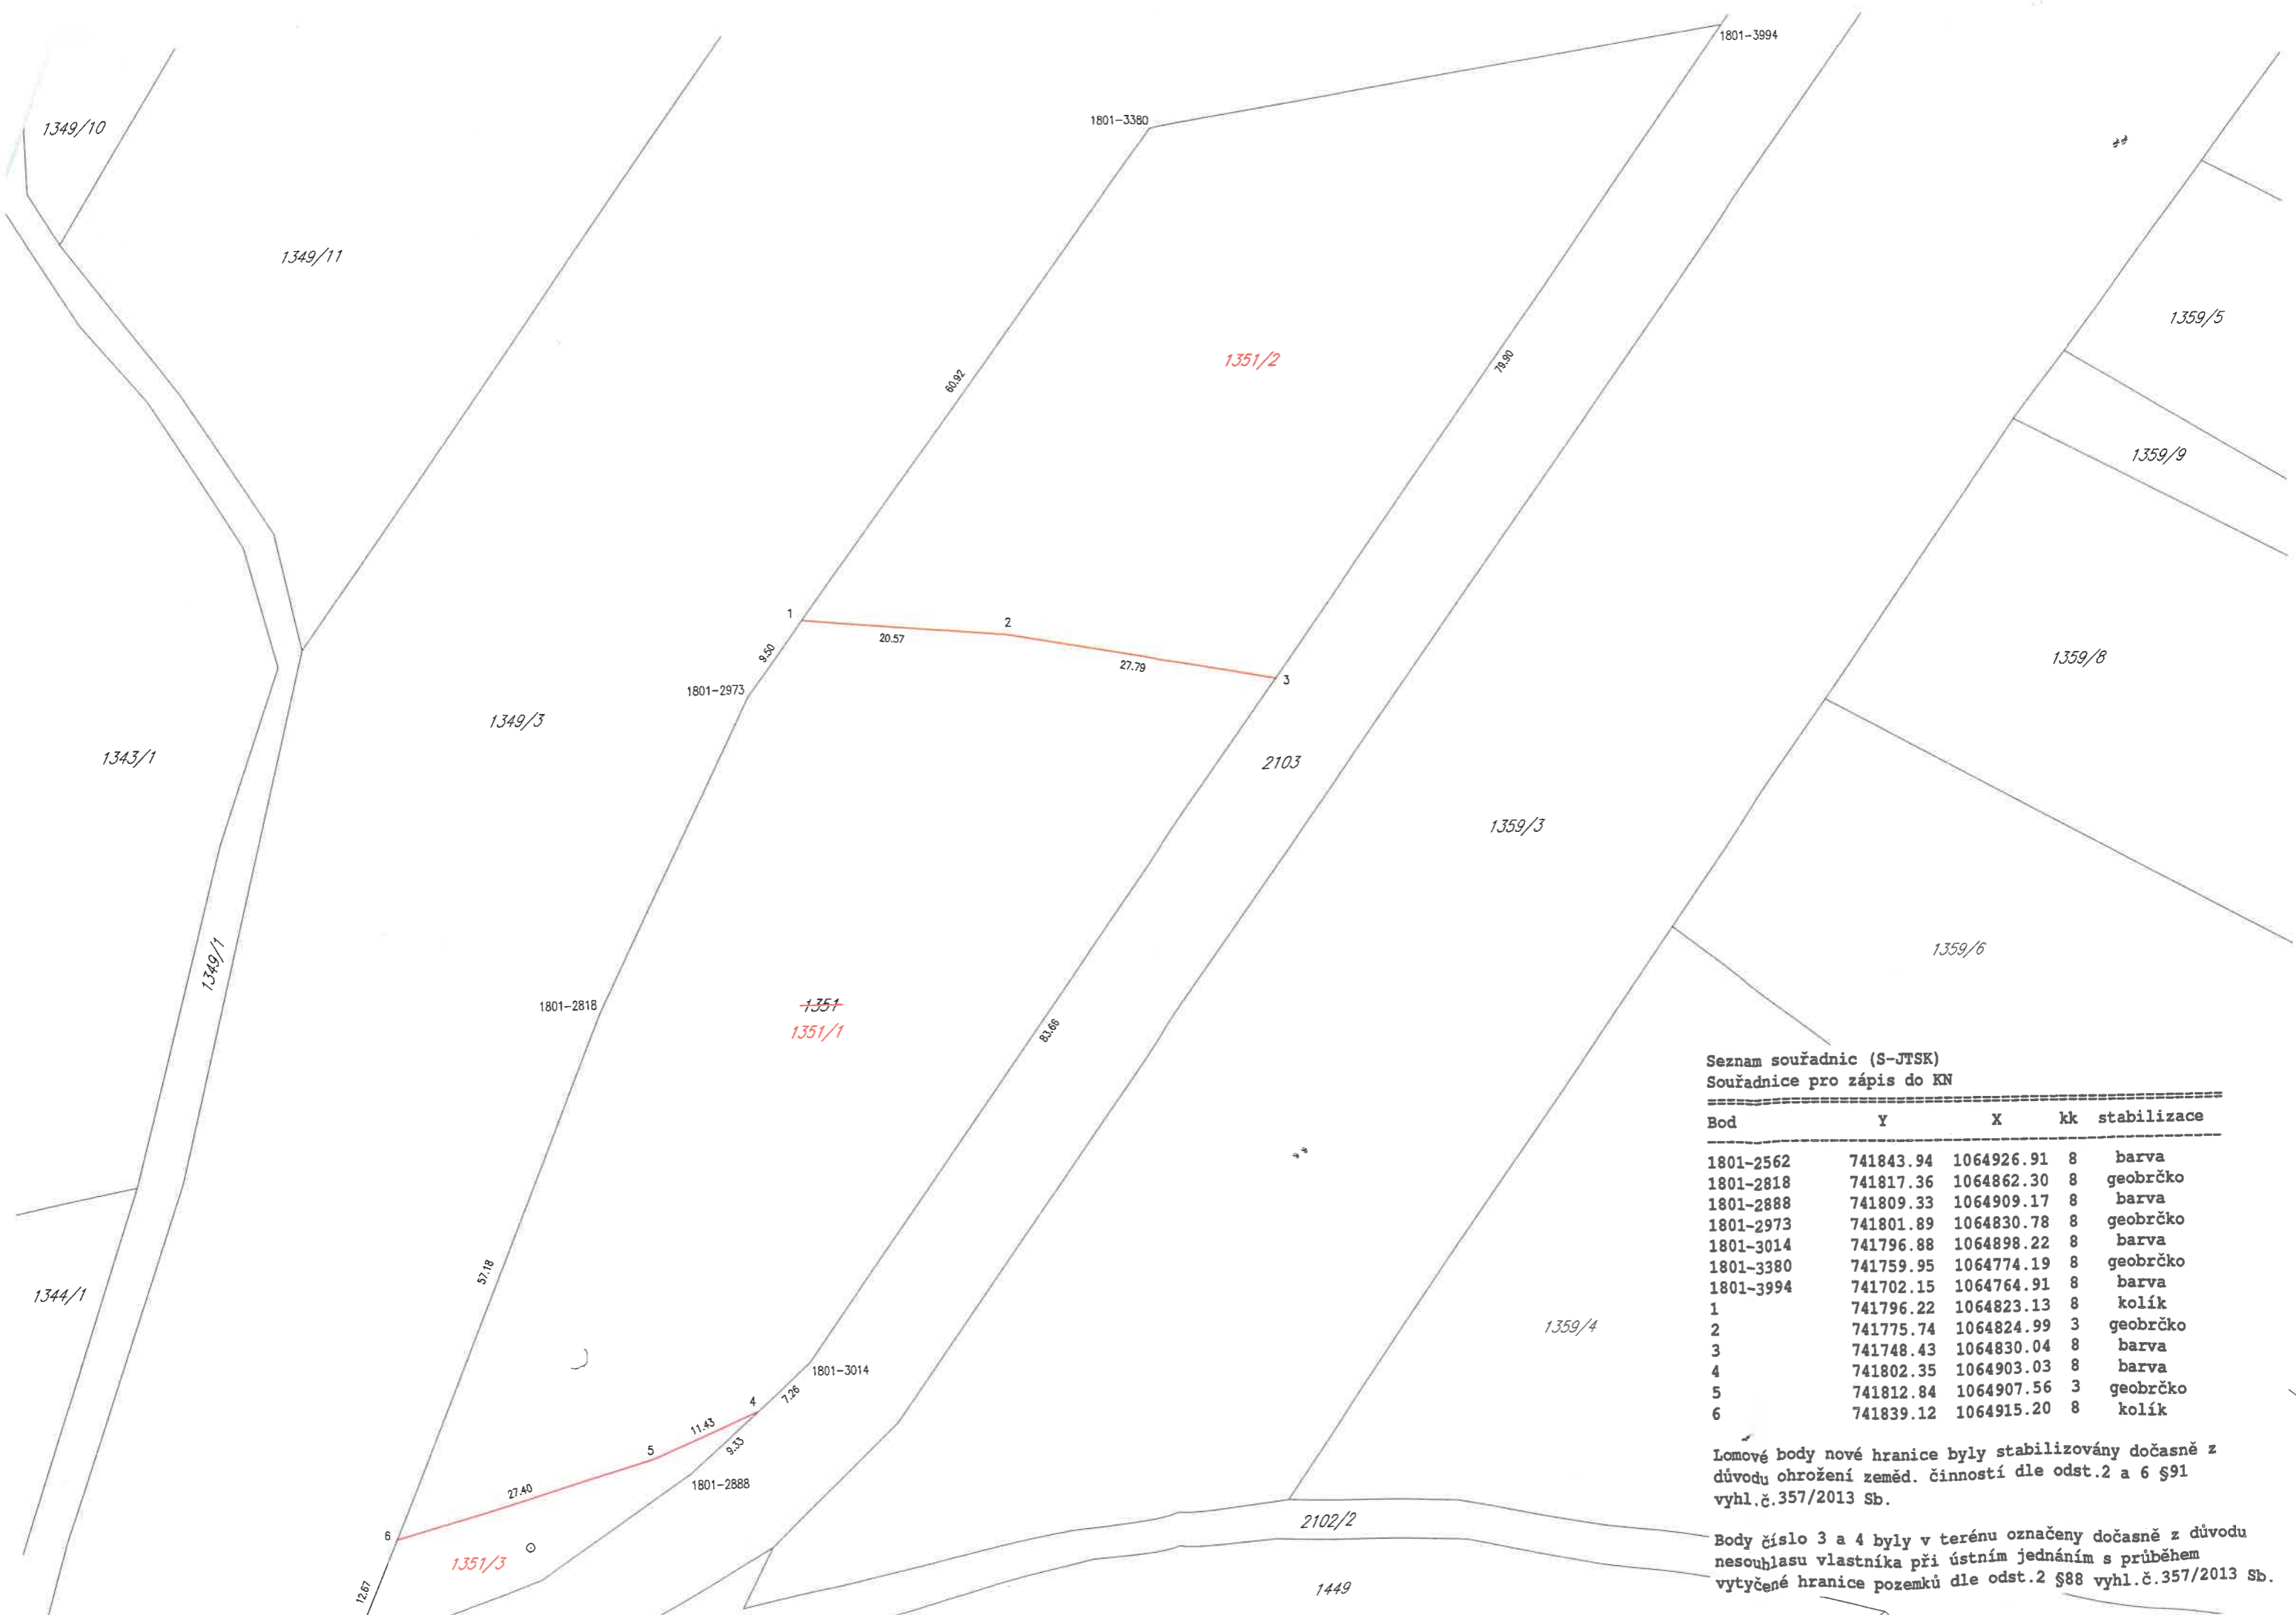 1801-3994
1801-3380
1349/10
1349/11
1359/5
1351/2
79.90
60.92
1359/9
1
2
20.57
9.50
27.79
3
1359/8
1801-2973
1349/3
1343/1
2103
1359/3
1349/1
1359/6
1801-2818
1351
1351/1
83.66
57.18
1344/1
1359/4
1801-3014
7.26
4
11.43
9.33
5
1801-2888
27.40
6
1351/3
12.67
2102/2
1449
Seznam souřadnic (S-JTSK)
Souřadnice pro zápis do KN
Bod Y X kk stabilizace
1801-2562 741843.94 1064926.91 8 barva
1801-2818 741817.36 1064862.30 8 geobrčko
1801-2888 741809.33 1064909.17 8 barva
1801-2973 741801.89 1064830.78 8 geobrčko
1801-3014 741796.88 1064898.22 8 barva
1801-3380 741759.95 1064774.19 8 geobrčko
1801-3994 741702.15 1064764.91 8 barva
1 741796.22 1064823.13 8 kolík
2 741775.74 1064824.99 3 geobrčko
3 741748.43 1064830.04 8 barva
4 741802.35 1064903.03 8 barva
5 741812.84 1064907.56 3 geobrčko
6 741839.12 1064915.20 8 kolík
Lomové body nové hranice byly stabilizovány dočasně z
důvodu ohrožení zeměd. činností dle odst.2 a 6 §91
vyhl.č.357/2013 Sb.
Body číslo 3 a 4 byly v terénu označeny dočasně z důvodu
nesouhlasu vlastníka při ústním jednáním s průběhem
vytyčené hranice pozemků dle odst.2 §88 vyhl.č.357/2013 Sb.